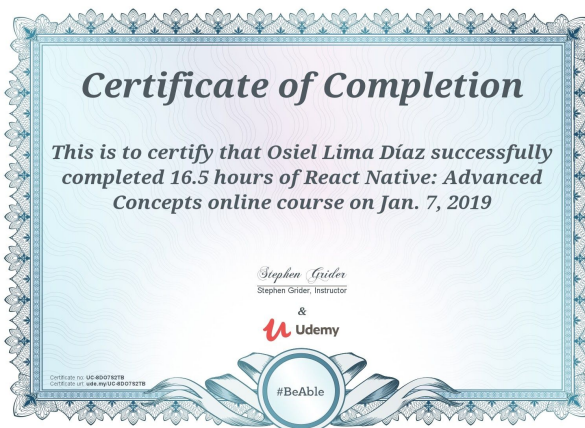 Certificate of Completion
This is to certify that Osiel Lima Díaz successfully
completed 16.5 hours of React Native: Advanced
Concepts online course on Jan. 7, 2019
Stephen Grider
Stephen Grider, Instructor
&
Udemy
Certificate no: UC-8DO7S2TB
Certificate url: ude.my/UC-8DO7S2TB
#BeAble